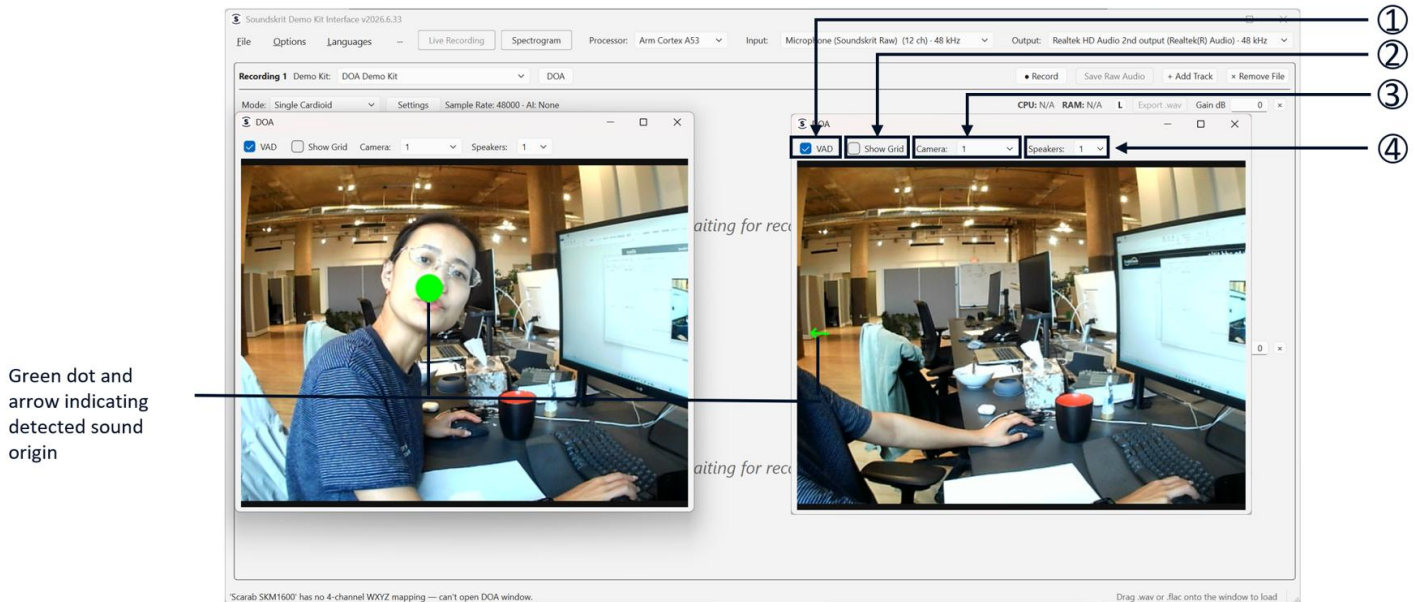 Soundskrit Demo Kit Interface v2026.6.33
File Options Languages – Live Recording Spectrogram Processor: Arm Cortex A53 Input: Microphone (Soundskrit Raw) (12 ch) - 48 kHz Output: Realtek HD Audio 2nd output (Realtek(R) Audio) - 48 kHz
Recording 1 Demo Kit: DOA Demo Kit DOA ● Record Save Raw Audio + Add Track × Remove File
Mode: Single Cardioid Settings Sample Rate: 48000 - AI: None CPU: N/A RAM: N/A L Export .wav Gain dB 0 ×
DOA
VAD Show Grid Camera: 1 Speakers: 1
DOA
VAD Show Grid Camera: 1 Speakers: 1
①
②
③
④
aiting for reco
0 ×
Green dot and
arrow indicating
detected sound
origin
aiting for reco
'Scarab SKM1600' has no 4-channel WXYZ mapping — can't open DOA window.
Drag .wav or .flac onto the window to load